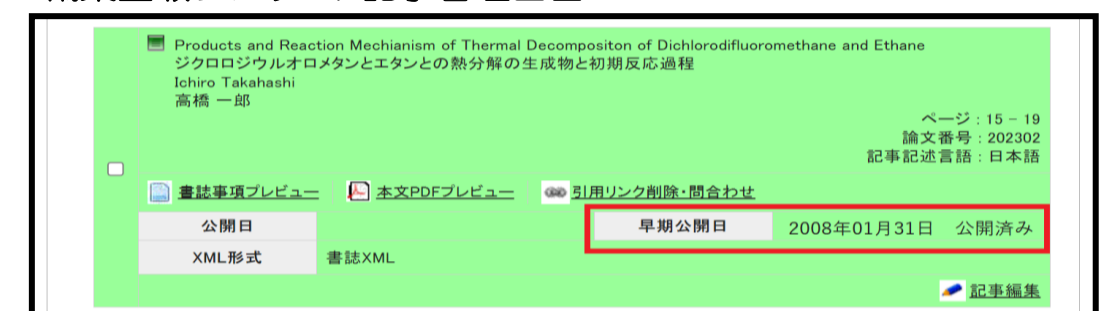 Products and Reaction Mechianism of Thermal Decompositon of Dichlorodifluoromethane and Ethane
ジクロロジウルオロメタンとエタンとの熱分解の生成物と初期反応過程
Ichiro Takahashi
高橋 一郎
ページ : 15 - 19
論文番号 : 202302
記事記述言語 : 日本語
書誌事項プレビュー 本文PDFプレビュー 引用リンク削除・問合わせ
公開日 早期公開日 2008年01月31日 公開済み
XML形式 書誌XML
記事編集